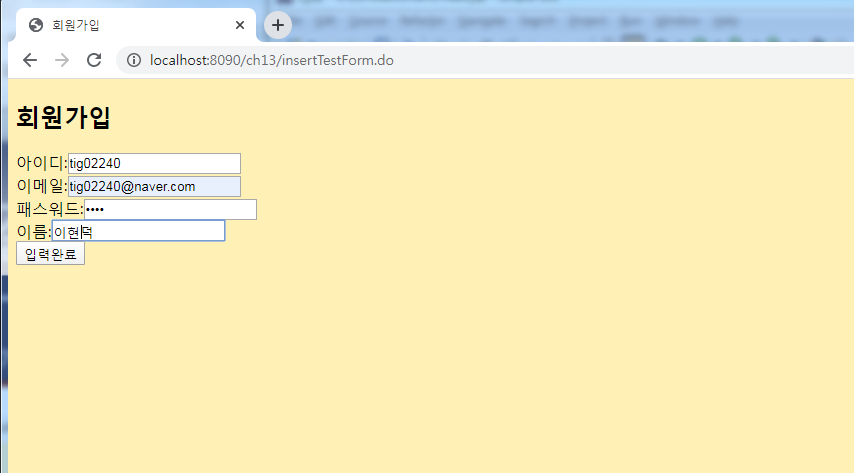 회원가입
localhost:8090/ch13/insertTestForm.do
회원가입
아이디:tig02240
이메일:tig02240@naver.com
패스워드:••••
이름:이현덕
입력완료